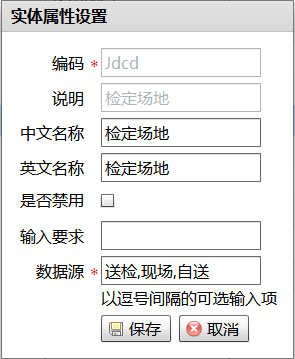 实体属性设置
编码 * Jdcd
说明 检定场地
中文名称 检定场地
英文名称 检定场地
是否禁用
输入要求
数据源 * 送检,现场,自送
以逗号间隔的可选输入项
保存 取消